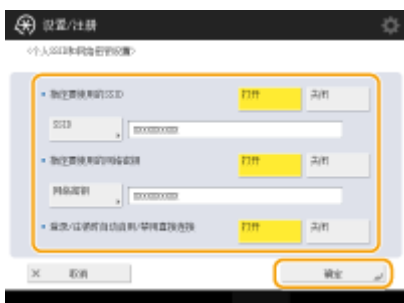 设置/注册
<个人SSID和网络密钥设置>
▪ 指定要使用的SSID 打开 关闭
SSID
▪ 指定要使用的网络密钥 打开 关闭
网络密钥
▪ 登录/注销时自动启用/禁用直接连接 打开 关闭
× 取消 确定